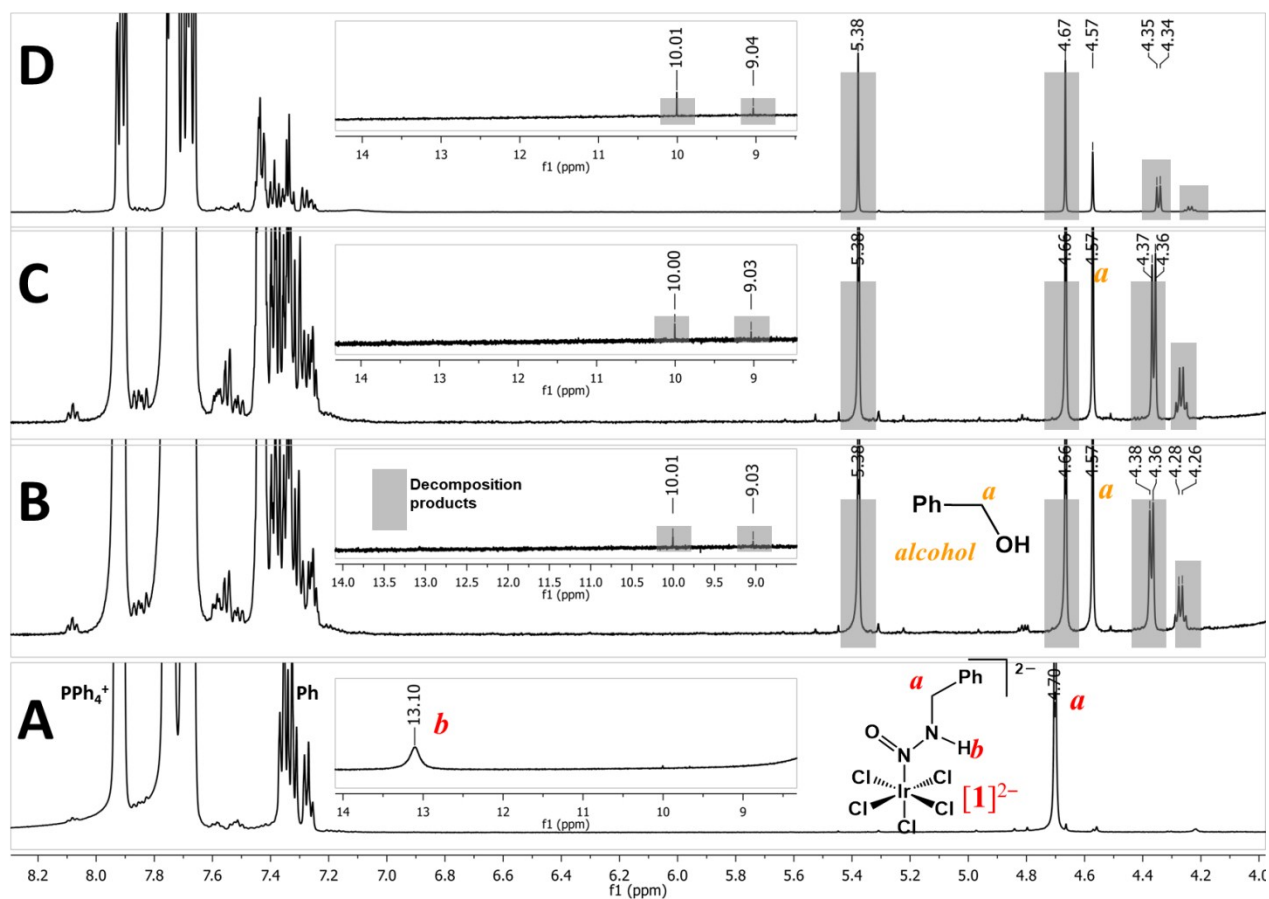 D
10.01
9.04
14 13 12 11 10 9
f1 (ppm)
5.38
4.67
4.57
4.35
4.34
C
10.00
9.03
14 13 12 11 10 9
f1 (ppm)
5.38
4.66
4.57
a
4.37
4.36
B
Decomposition
products
10.01
9.03
14.0 13.5 13.0 12.5 12.0 11.5 11.0 10.5 10.0 9.5 9.0
f1 (ppm)
5.38
4.66
4.57
a
4.38
4.36
4.28
4.26
Ph
a
OH
alcohol
A
PPh4+
Ph
13.10
b
14 13 12 11 10 9
f1 (ppm)
2−
a
Ph
O
N
N
H
b
Cl
Cl
Ir
Cl
Cl
Cl
[1]2−
4.70
a
8.2 8.0 7.8 7.6 7.4 7.2 7.0 6.8 6.6 6.4 6.2 6.0 5.8 5.6 5.4 5.2 5.0 4.8 4.6 4.4 4.2 4.0
f1 (ppm)